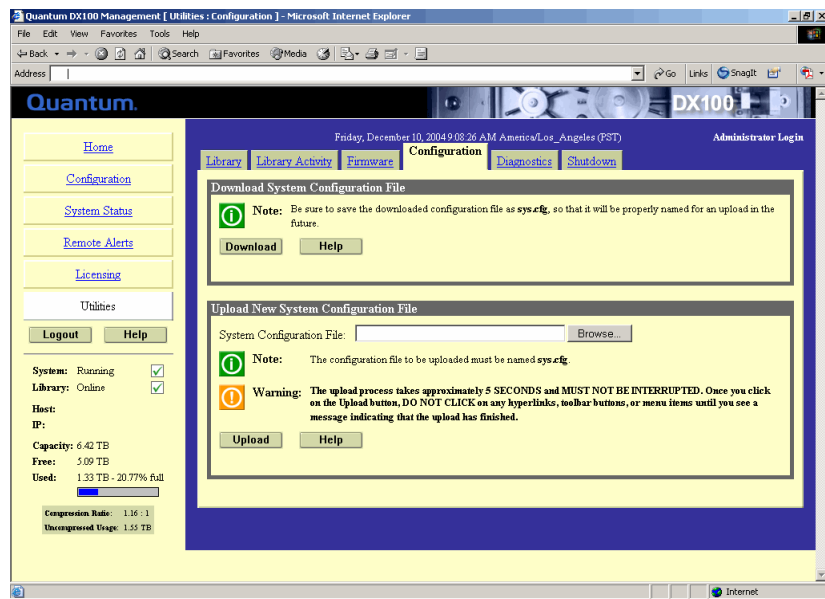 Quantum DX100 Management [ Utilities : Configuration ] - Microsoft Internet Explorer
File Edit View Favorites Tools Help
Back Search Favorites Media
Address Go Links SnagIt
Quantum. DX100
Friday, December 10, 2004 9:08:26 AM America/Los_Angeles (PST) Administrator Login
Home
Configuration
System Status
Remote Alerts
Licensing
Utilities
Logout Help
System: Running
Library: Online
Host:
IP:
Capacity: 6.42 TB
Free: 5.09 TB
Used: 1.33 TB - 20.77% full
Compression Ratio: 1.16 : 1
Uncompressed Usage: 1.55 TB
Library Library Activity Firmware Configuration Diagnostics Shutdown
Download System Configuration File
Note: Be sure to save the downloaded configuration file as sys.cfg, so that it will be properly named for an upload in the
future.
Download Help
Upload New System Configuration File
System Configuration File: Browse...
Note: The configuration file to be uploaded must be named sys.cfg.
Warning: The upload process takes approximately 5 SECONDS and MUST NOT BE INTERRUPTED. Once you click
on the Upload button, DO NOT CLICK on any hyperlinks, toolbar buttons, or menu items until you see a
message indicating that the upload has finished.
Upload Help
Internet